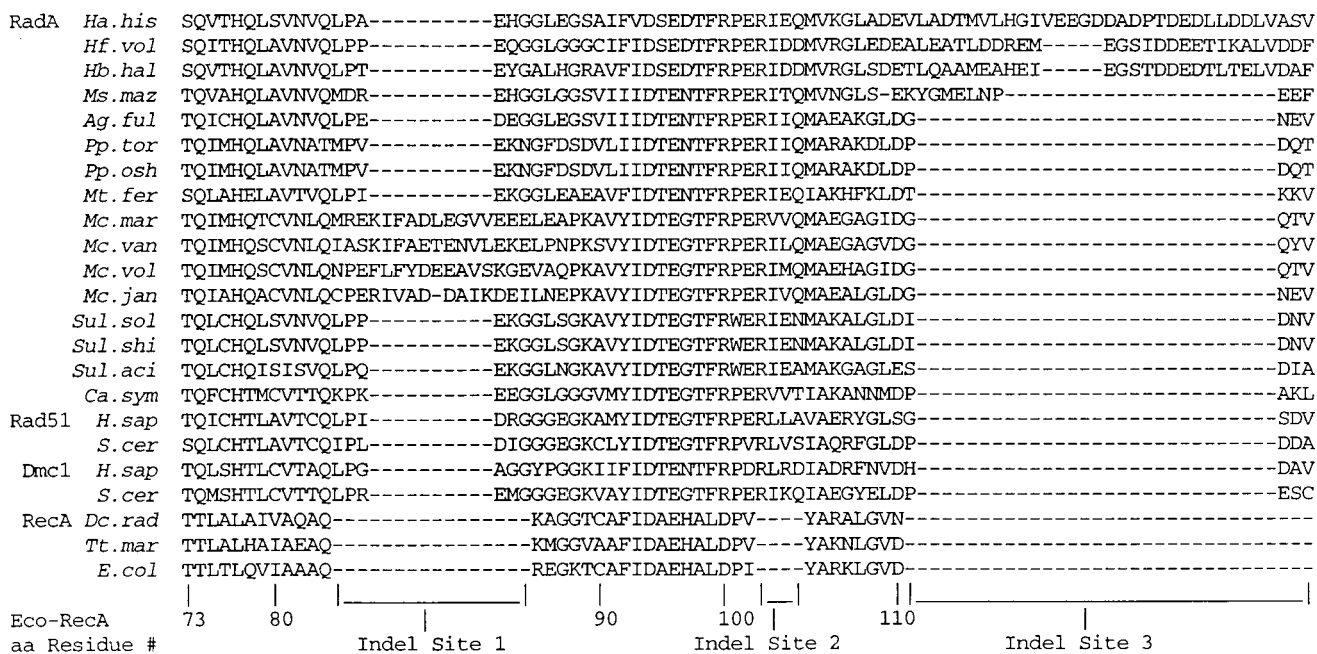 RadA Ha.his SQVTHQLSVNVQLPA----------EHGGLEGSAIFVDSEDTFRPERIEQMVKGLADEVLADTMVLHGIVEEGDDADPTDEDLLDDLVASV
Hf.vol SQITHQLAVNVQLPP----------EQGGLGGGCIFIDSEDTFRPERIDDMVRGLEDEALEATLDDREM-----EGSIDDEETIKALVDDF
Hb.hal SQVTHQLAVNVQLPT----------EYGALHGRAVFIDSEDTFRPERIDDMVRGLSDETLQAAMEAHEI-----EGSTDDEDTLTELVDAF
Ms.maz TQVAHQLAVNVQMDR----------EHGGLGGSVIIIDTENTFRPERITQMVNGLS-EKYGMELNP----------------------EEF
Ag.ful TQICHQLAVNVQLPE----------DEGGLEGSVIIIDTENTFRPERIIQMAEAKGLDG-----------------------------NEV
Pp.tor TQIMHQLAVNATMPV----------EKNGFDSDVLIIDTENTFRPERIIQMARAKDLDP-----------------------------DQT
Pp.osh TQIMHQLAVNATMPV----------EKNGFDSDVLIIDTENTFRPERIIQMARAKDLDP-----------------------------DQT
Mt.fer SQLAHELAVTVQLPI----------EKGGLEAEAVFIDTENTFRPERIEQIAKHFKLDT-----------------------------KKV
Mc.mar TQIMHQTCVNLQMREKIFADLEGVVEEELEAPKAVYIDTEGTFRPERVVQMAEGAGIDG-----------------------------QTV
Mc.van TQIMHQSCVNLQIASKIFAETENVLEKELPNPKSVYIDTEGTFRPERILQMAEGAGVDG-----------------------------QYV
Mc.vol TQIMHQSCVNLQNPEFLFYDEEAVSKGEVAQPKAVYIDTEGTFRPERIMQMAEHAGIDG-----------------------------QTV
Mc.jan TQIAHQACVNLQCPERIVAD-DAIKDEILNEPKAVYIDTEGTFRPERIVQMAEALGLDG-----------------------------NEV
Sul.sol TQLCHQLSVNVQLPP----------EKGGLSGKAVYIDTEGTFRWERIENMAKALGLDI-----------------------------DNV
Sul.shi TQLCHQLSVNVQLPP----------EKGGLSGKAVYIDTEGTFRWERIENMAKALGLDI-----------------------------DNV
Sul.aci TQLCHQISISVQLPQ----------EKGGLNGKAVYIDTEGTFRWERIEAMAKGAGLES-----------------------------DIA
Ca.sym TQFCHTMCVTTQKPK----------EEGGLGGGVMYIDTEGTFRPERVVTIAKANNMDP-----------------------------AKL
Rad51 H.sap TQICHTLAVTCQLPI----------DRGGGEGKAMYIDTEGTFRPERLLAVAERYGLSG-----------------------------SDV
S.cer SQLCHTLAVTCQIPL----------DIGGGEGKCLYIDTEGTFRPVRLVSIAQRFGLDP-----------------------------DDA
Dmc1 H.sap TQLSHTLCVTAQLPG----------AGGYPGGKIIFIDTENTFRPDRLRDIADRFNVDH-----------------------------DAV
S.cer TQMSHTLCVTTQLPR----------EMGGGEGKVAYIDTEGTFRPERIKQIAEGYELDP-----------------------------ESC
RecA Dc.rad TTLALAIVAQAQ----------------KAGGTCAFIDAEHALDPV----YARALGVN---------------------------------
Tt.mar TTLALHAIAEAQ----------------KMGGVAAFIDAEHALDPV----YAKNLGVD---------------------------------
E.col TTLTLQVIAAAQ----------------REGKTCAFIDAEHALDPI----YARKLGVD---------------------------------
Eco-RecA 73 80 90 100 110
aa Residue # Indel Site 1 Indel Site 2 Indel Site 3